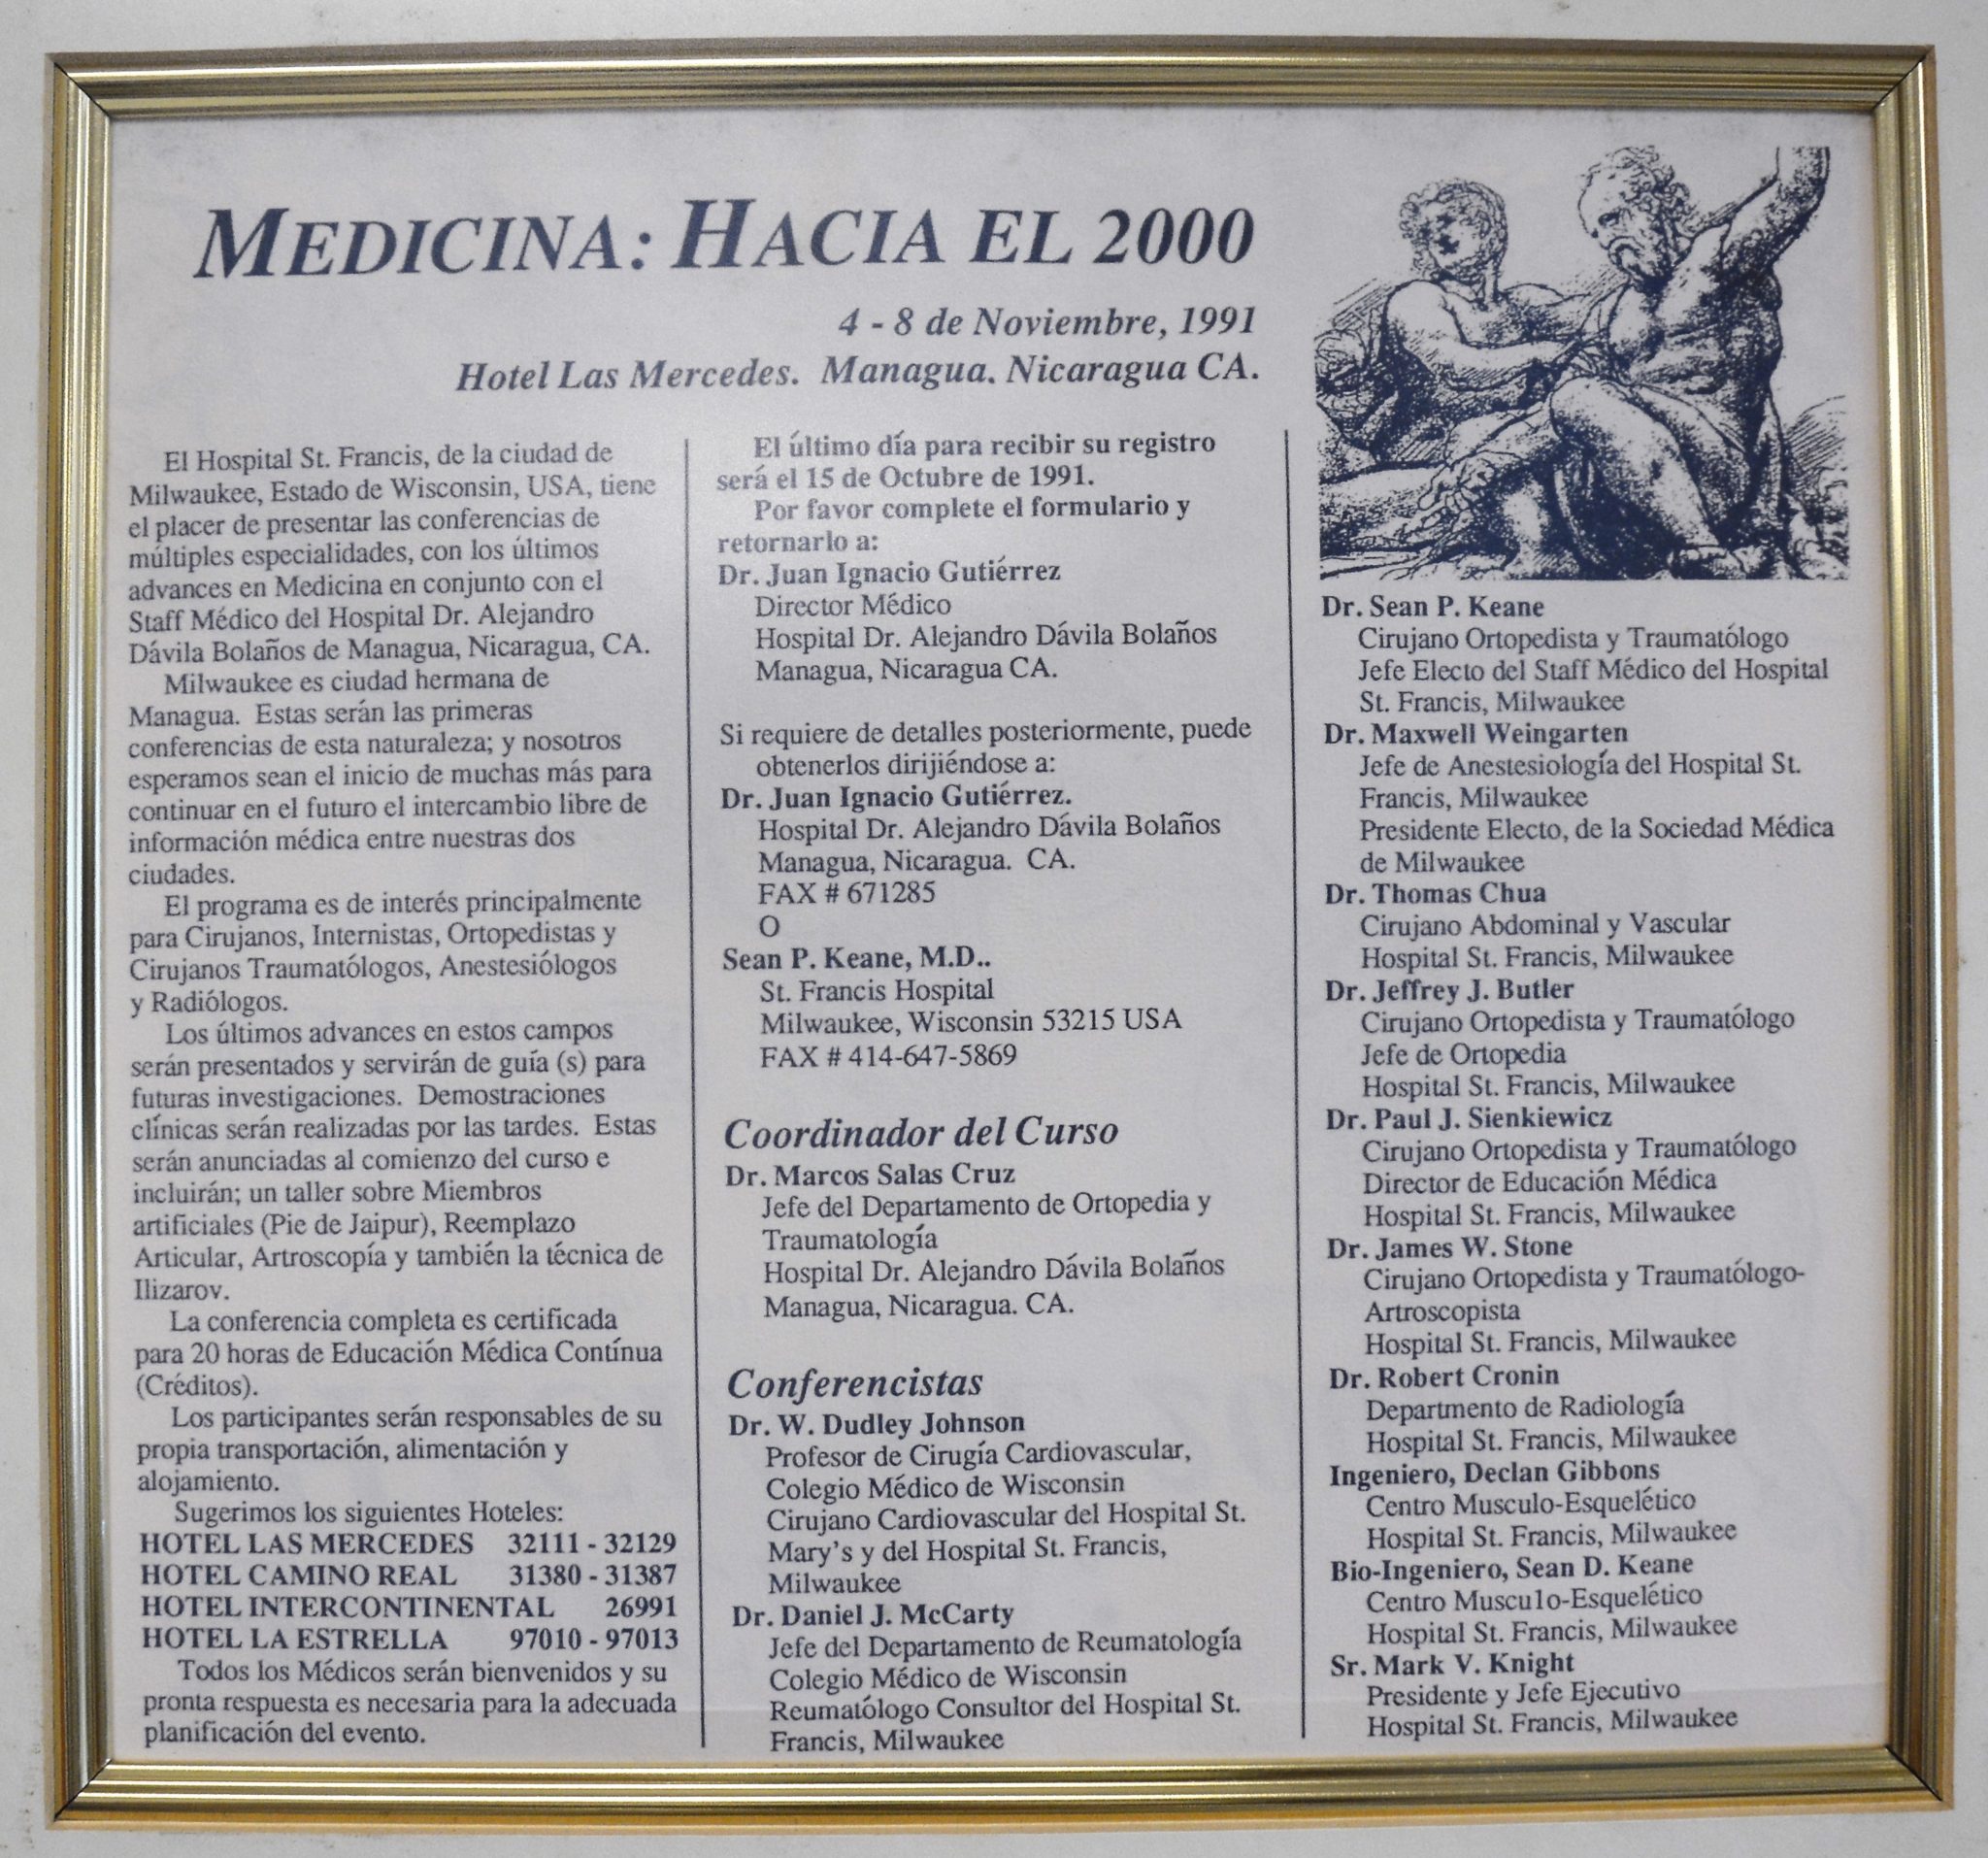 MEDICINA: HACIA EL 2000
4 - 8 de Noviembre, 1991
Hotel Las Mercedes. Managua. Nicaragua CA.
El Hospital St. Francis, de la ciudad de
Milwaukee, Estado de Wisconsin, USA, tiene
el placer de presentar las conferencias de
múltiples especialidades, con los últimos
advances en Medicina en conjunto con el
Staff Médico del Hospital Dr. Alejandro
Dávila Bolaños de Managua, Nicaragua, CA.
Milwaukee es ciudad hermana de
Managua. Estas serán las primeras
conferencias de esta naturaleza; y nosotros
esperamos sean el inicio de muchas más para
continuar en el futuro el intercambio libre de
información médica entre nuestras dos
ciudades.
El programa es de interés principalmente
para Cirujanos, Internistas, Ortopedistas y
Cirujanos Traumatólogos, Anestesiólogos
y Radiólogos.
Los últimos advances en estos campos
serán presentados y servirán de guía (s) para
futuras investigaciones. Demostraciones
clínicas serán realizadas por las tardes. Estas
serán anunciadas al comienzo del curso e
incluirán; un taller sobre Miembros
artificiales (Pie de Jaipur), Reemplazo
Articular, Artroscopía y también la técnica de
Ilizarov.
La conferencia completa es certificada
para 20 horas de Educación Médica Contínua
(Créditos).
Los participantes serán responsables de su
propia transportación, alimentación y
alojamiento.
Sugerimos los siguientes Hoteles:
HOTEL LAS MERCEDES 32111 - 32129
HOTEL CAMINO REAL 31380 - 31387
HOTEL INTERCONTINENTAL 26991
HOTEL LA ESTRELLA 97010 - 97013
Todos los Médicos serán bienvenidos y su
pronta respuesta es necesaria para la adecuada
planificación del evento.
El último día para recibir su registro
será el 15 de Octubre de 1991.
Por favor complete el formulario y
retornarlo a:
Dr. Juan Ignacio Gutiérrez
Director Médico
Hospital Dr. Alejandro Dávila Bolaños
Managua, Nicaragua CA.
Si requiere de detalles posteriormente, puede
obtenerlos dirijiéndose a:
Dr. Juan Ignacio Gutiérrez.
Hospital Dr. Alejandro Dávila Bolaños
Managua, Nicaragua. CA.
FAX # 671285
O
Sean P. Keane, M.D..
St. Francis Hospital
Milwaukee, Wisconsin 53215 USA
FAX # 414-647-5869
Coordinador del Curso
Dr. Marcos Salas Cruz
Jefe del Departamento de Ortopedia y
Traumatología
Hospital Dr. Alejandro Dávila Bolaños
Managua, Nicaragua. CA.
Conferencistas
Dr. W. Dudley Johnson
Profesor de Cirugía Cardiovascular,
Colegio Médico de Wisconsin
Cirujano Cardiovascular del Hospital St.
Mary's y del Hospital St. Francis,
Milwaukee
Dr. Daniel J. McCarty
Jefe del Departamento de Reumatología
Colegio Médico de Wisconsin
Reumatólogo Consultor del Hospital St.
Francis, Milwaukee
Dr. Sean P. Keane
Cirujano Ortopedista y Traumatólogo
Jefe Electo del Staff Médico del Hospital
St. Francis, Milwaukee
Dr. Maxwell Weingarten
Jefe de Anestesiología del Hospital St.
Francis, Milwaukee
Presidente Electo, de la Sociedad Médica
de Milwaukee
Dr. Thomas Chua
Cirujano Abdominal y Vascular
Hospital St. Francis, Milwaukee
Dr. Jeffrey J. Butler
Cirujano Ortopedista y Traumatólogo
Jefe de Ortopedia
Hospital St. Francis, Milwaukee
Dr. Paul J. Sienkiewicz
Cirujano Ortopedista y Traumatólogo
Director de Educación Médica
Hospital St. Francis, Milwaukee
Dr. James W. Stone
Cirujano Ortopedista y Traumatólogo-
Artroscopista
Hospital St. Francis, Milwaukee
Dr. Robert Cronin
Departmento de Radiología
Hospital St. Francis, Milwaukee
Ingeniero, Declan Gibbons
Centro Musculo-Esquelético
Hospital St. Francis, Milwaukee
Bio-Ingeniero, Sean D. Keane
Centro Muscu1o-Esquelético
Hospital St. Francis, Milwaukee
Sr. Mark V. Knight
Presidente y Jefe Ejecutivo
Hospital St. Francis, Milwaukee